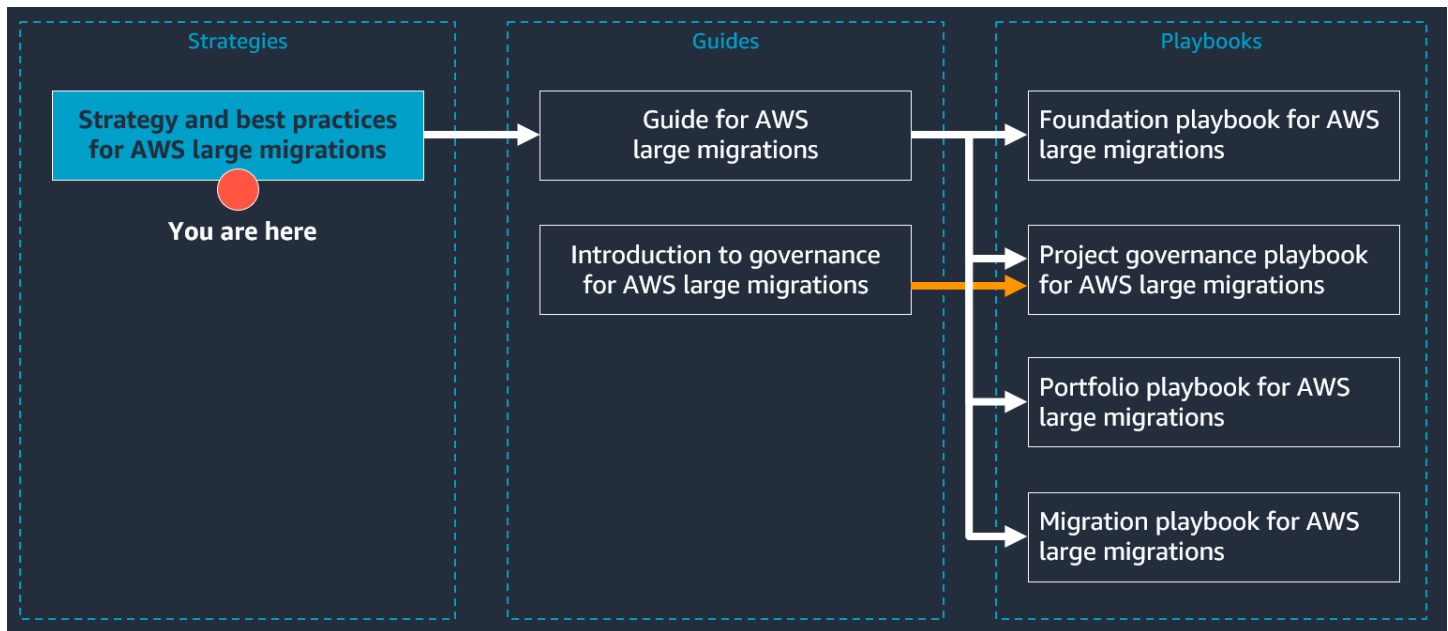 Strategies
Strategy and best practices
for AWS large migrations
You are here
Guides
Guide for AWS
large migrations
Introduction to governance
for AWS large migrations
Playbooks
Foundation playbook for AWS
large migrations
Project governance playbook
for AWS large migrations
Portfolio playbook for AWS
large migrations
Migration playbook for AWS
large migrations